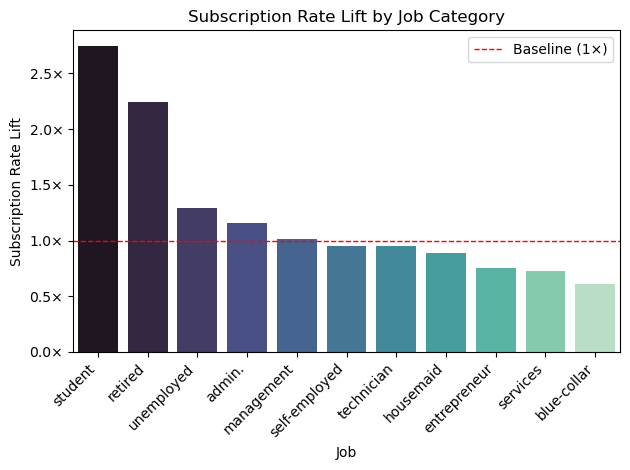 Subscription Rate Lift by Job Category
Baseline (1×)
Subscription Rate Lift
2.5×
2.0×
1.5×
1.0×
0.5×
0.0×
student
retired
unemployed
admin.
management
self-employed
technician
housemaid
entrepreneur
services
blue-collar
Job